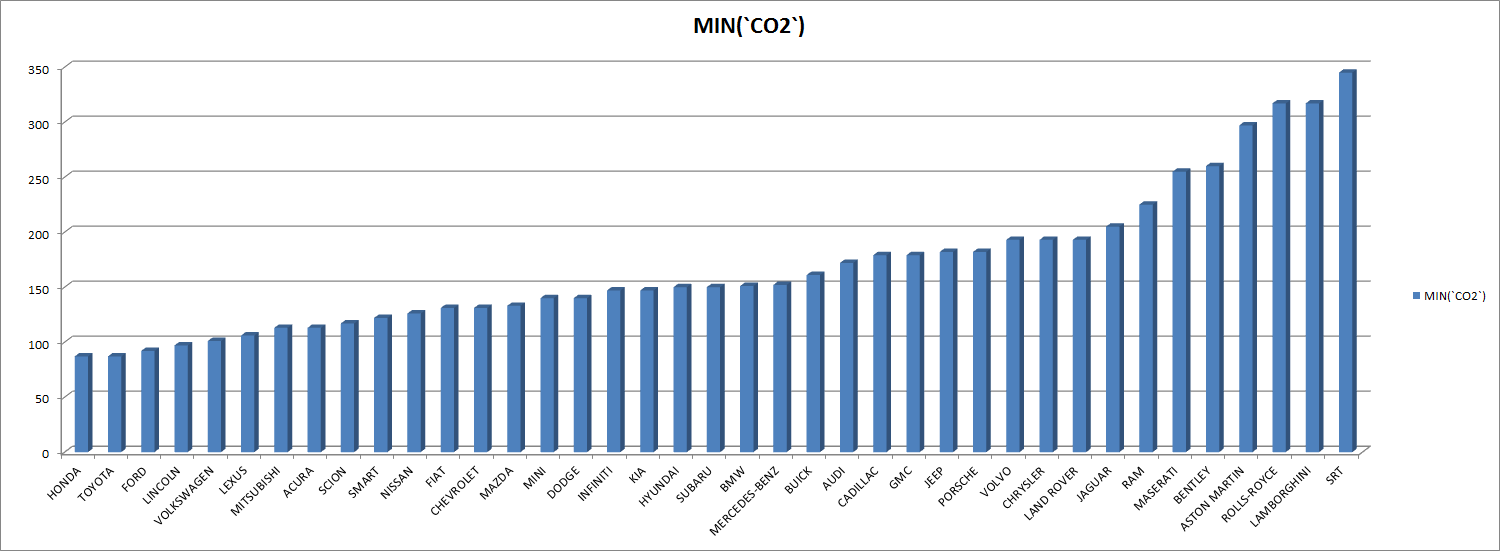 MIN(`CO2`)
350
300
250
200
150
100
50
0
HONDA
TOYOTA
FORD
LINCOLN
VOLKSWAGEN
LEXUS
MITSUBISHI
ACURA
SCION
SMART
NISSAN
FIAT
CHEVROLET
MAZDA
MINI
DODGE
INFINITI
KIA
HYUNDAI
SUBARU
BMW
MERCEDES-BENZ
BUICK
AUDI
CADILLAC
GMC
JEEP
PORSCHE
VOLVO
CHRYSLER
LAND ROVER
JAGUAR
RAM
MASERATI
BENTLEY
ASTON MARTIN
ROLLS-ROYCE
LAMBORGHINI
SRT
MIN(`CO2`)